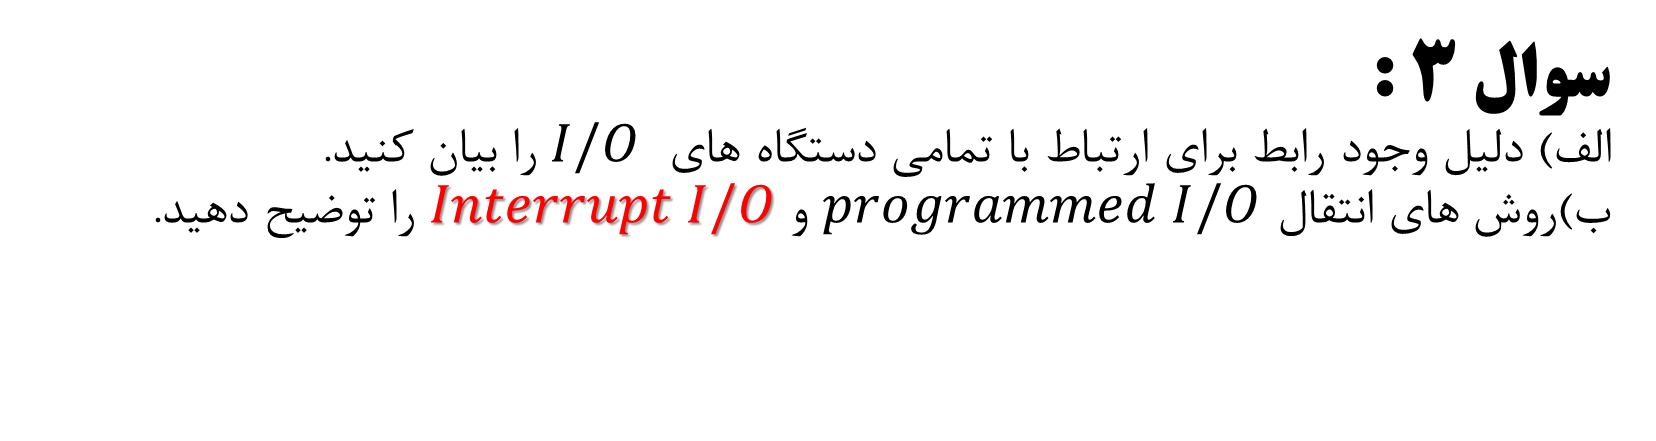 سوال ۳ :
الف) دلیل وجود رابط برای ارتباط با تمامی دستگاه های I/O را بیان کنید.
ب)روش های انتقال programmed I/O و Interrupt I/O را توضیح دهید.